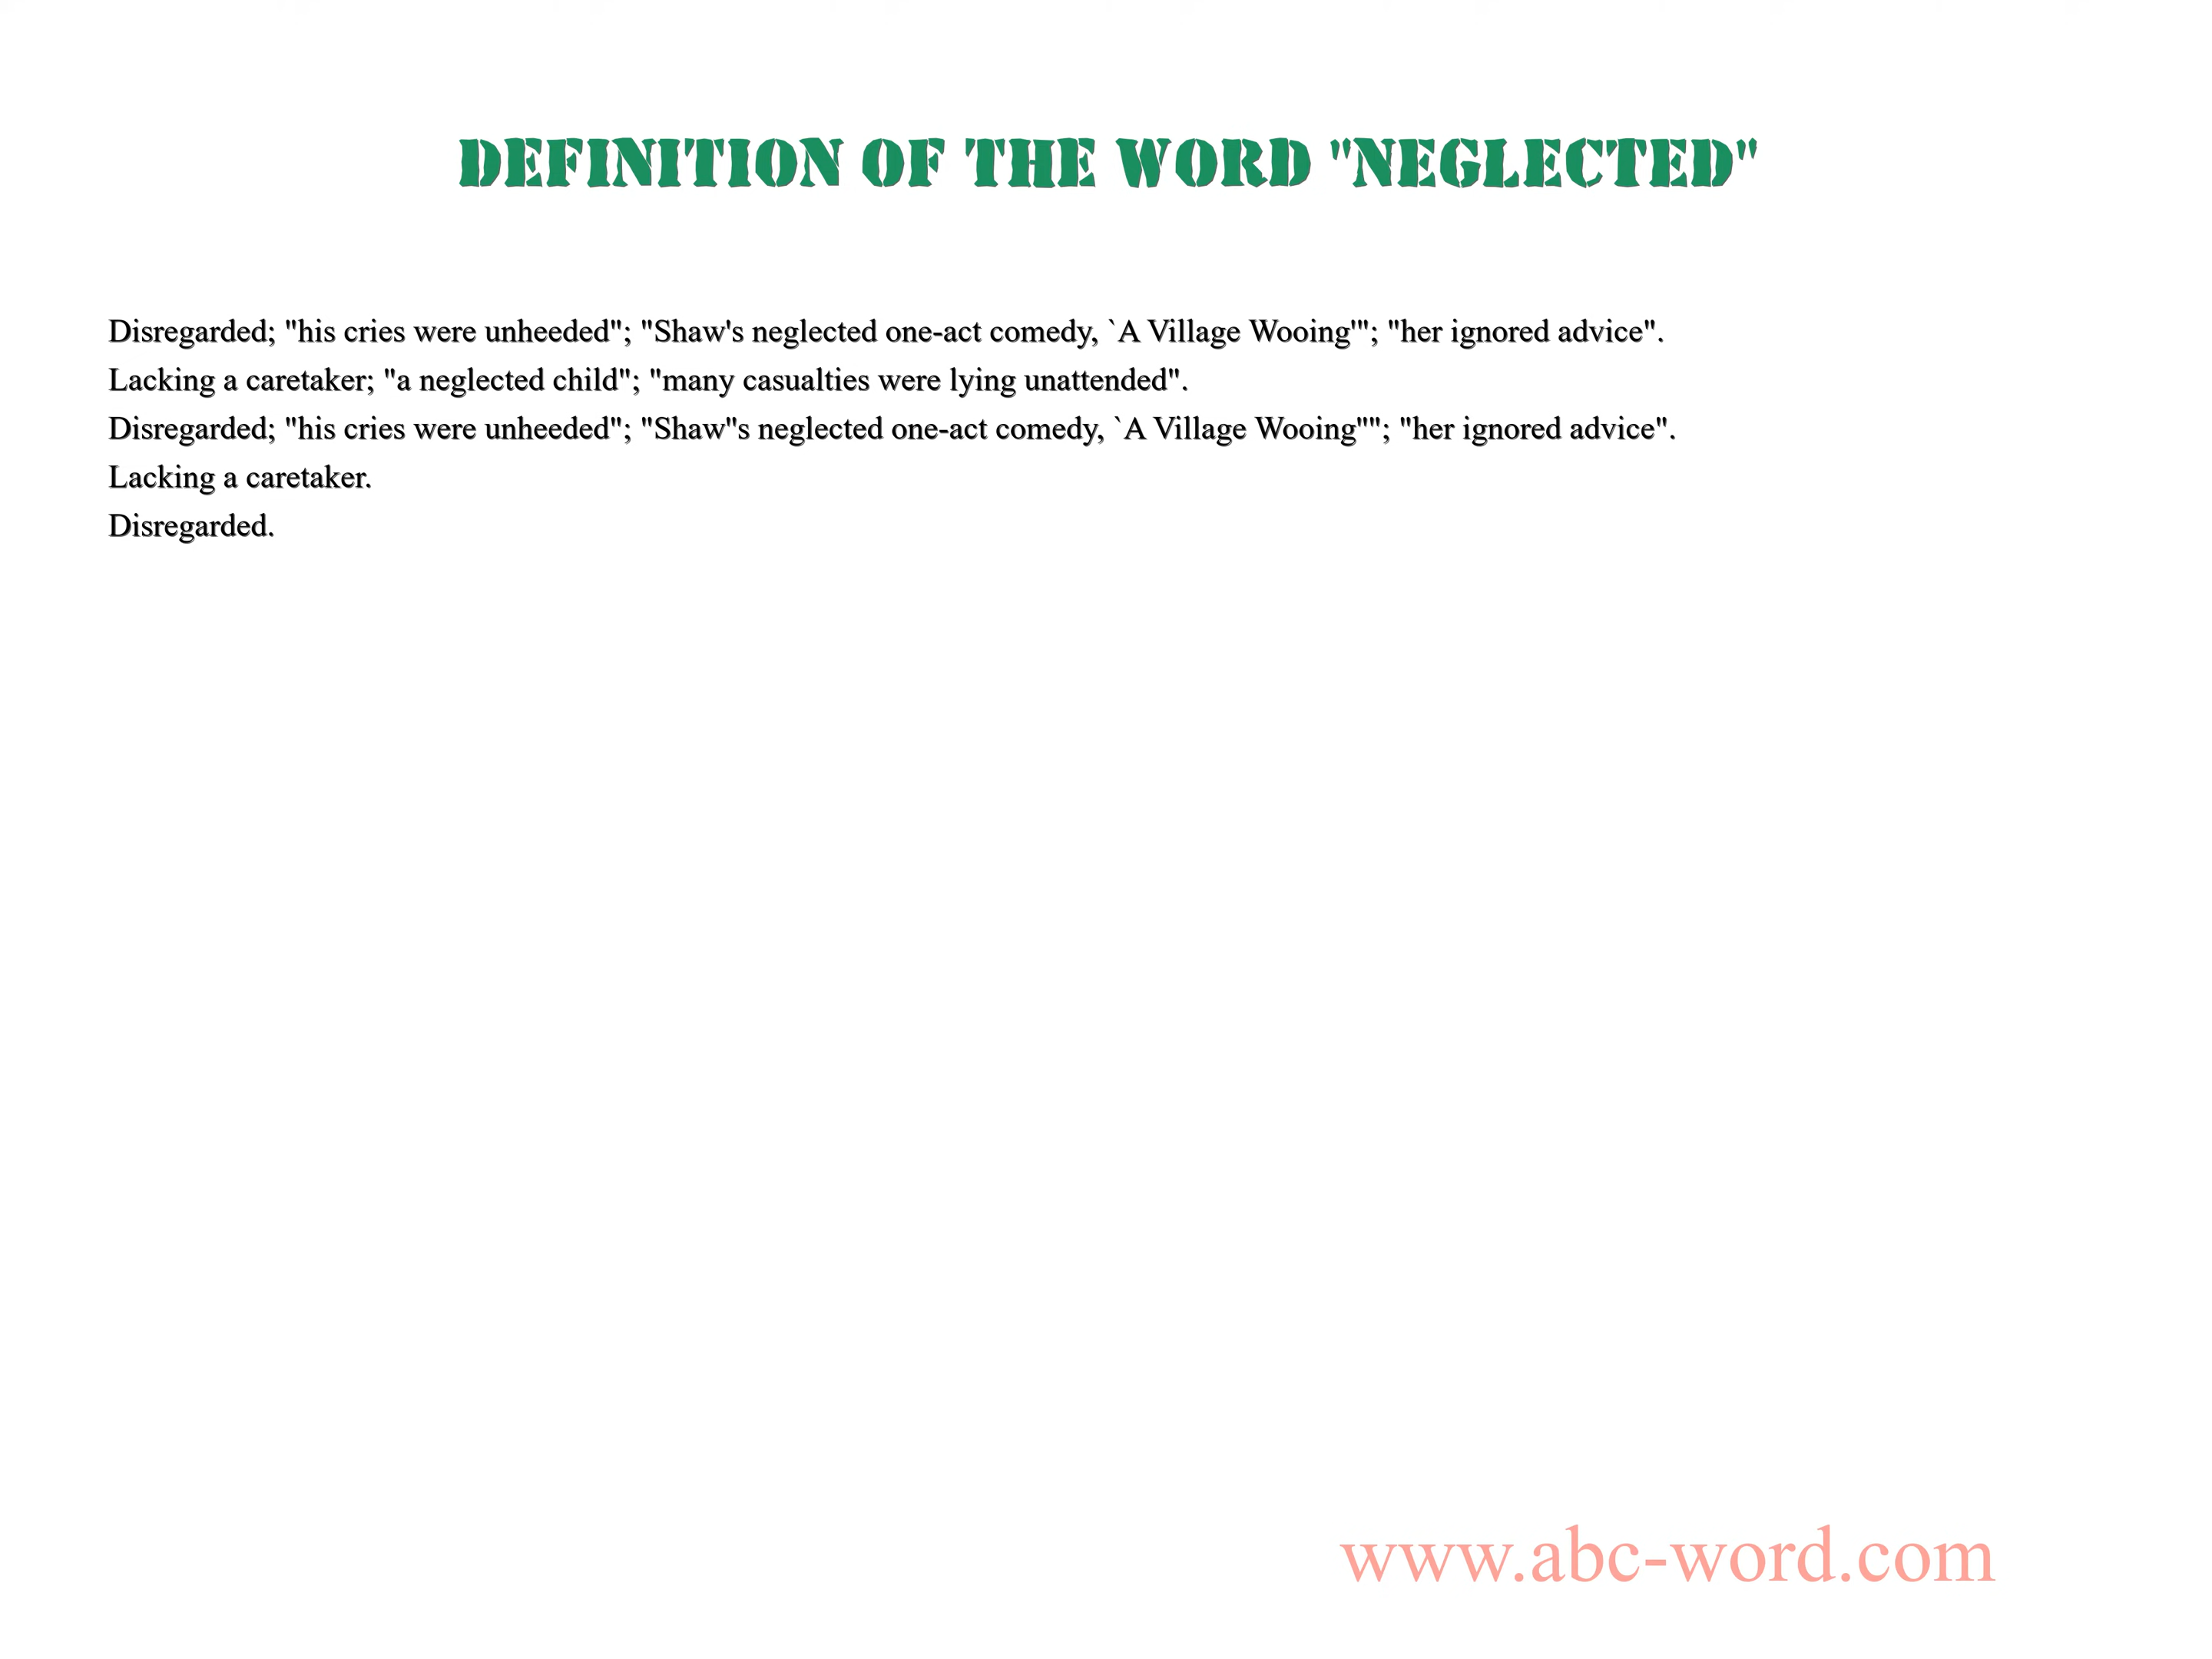 DEFINITION OF THE WORD "NEGLECTED"
Disregarded; "his cries were unheeded"; "Shaw's neglected one-act comedy, `A Village Wooing'"; "her ignored advice".
Lacking a caretaker; "a neglected child"; "many casualties were lying unattended".
Disregarded; "his cries were unheeded"; "Shaw"s neglected one-act comedy, `A Village Wooing""; "her ignored advice".
Lacking a caretaker.
Disregarded.
www.abc-word.com